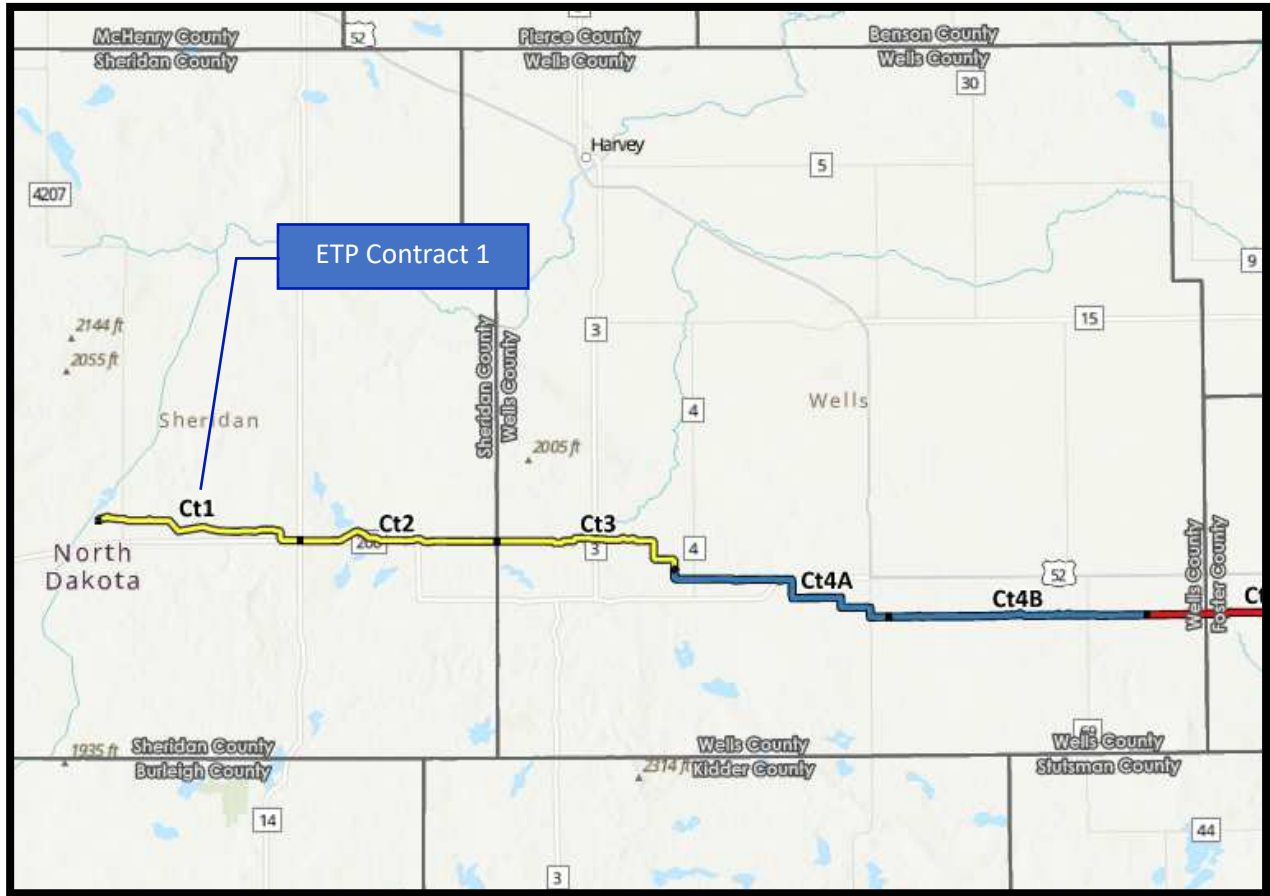 McHenry County
Sheridan County
52
Pierce County
Wells County
Benson County
Wells County
30
Harvey
5
4207
ETP Contract 1
9
2144 ft
2055 ft
3
15
Sheridan County
Wells County
Sheridan
4
Wells
2005 ft
Ct1
Ct2
Ct3
200
3
4
North
Dakota
52
Ct4A
Ct4B
Ct
Wells County
Foster County
1935 ft
Sheridan County
Burleigh County
Wells County
Kidder County
2314 ft
Wells County
Stutsman County
14
44
3